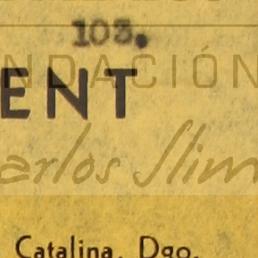 103.
NDACIÓN
ENT
arlos Slim
Catalina, Dgo.